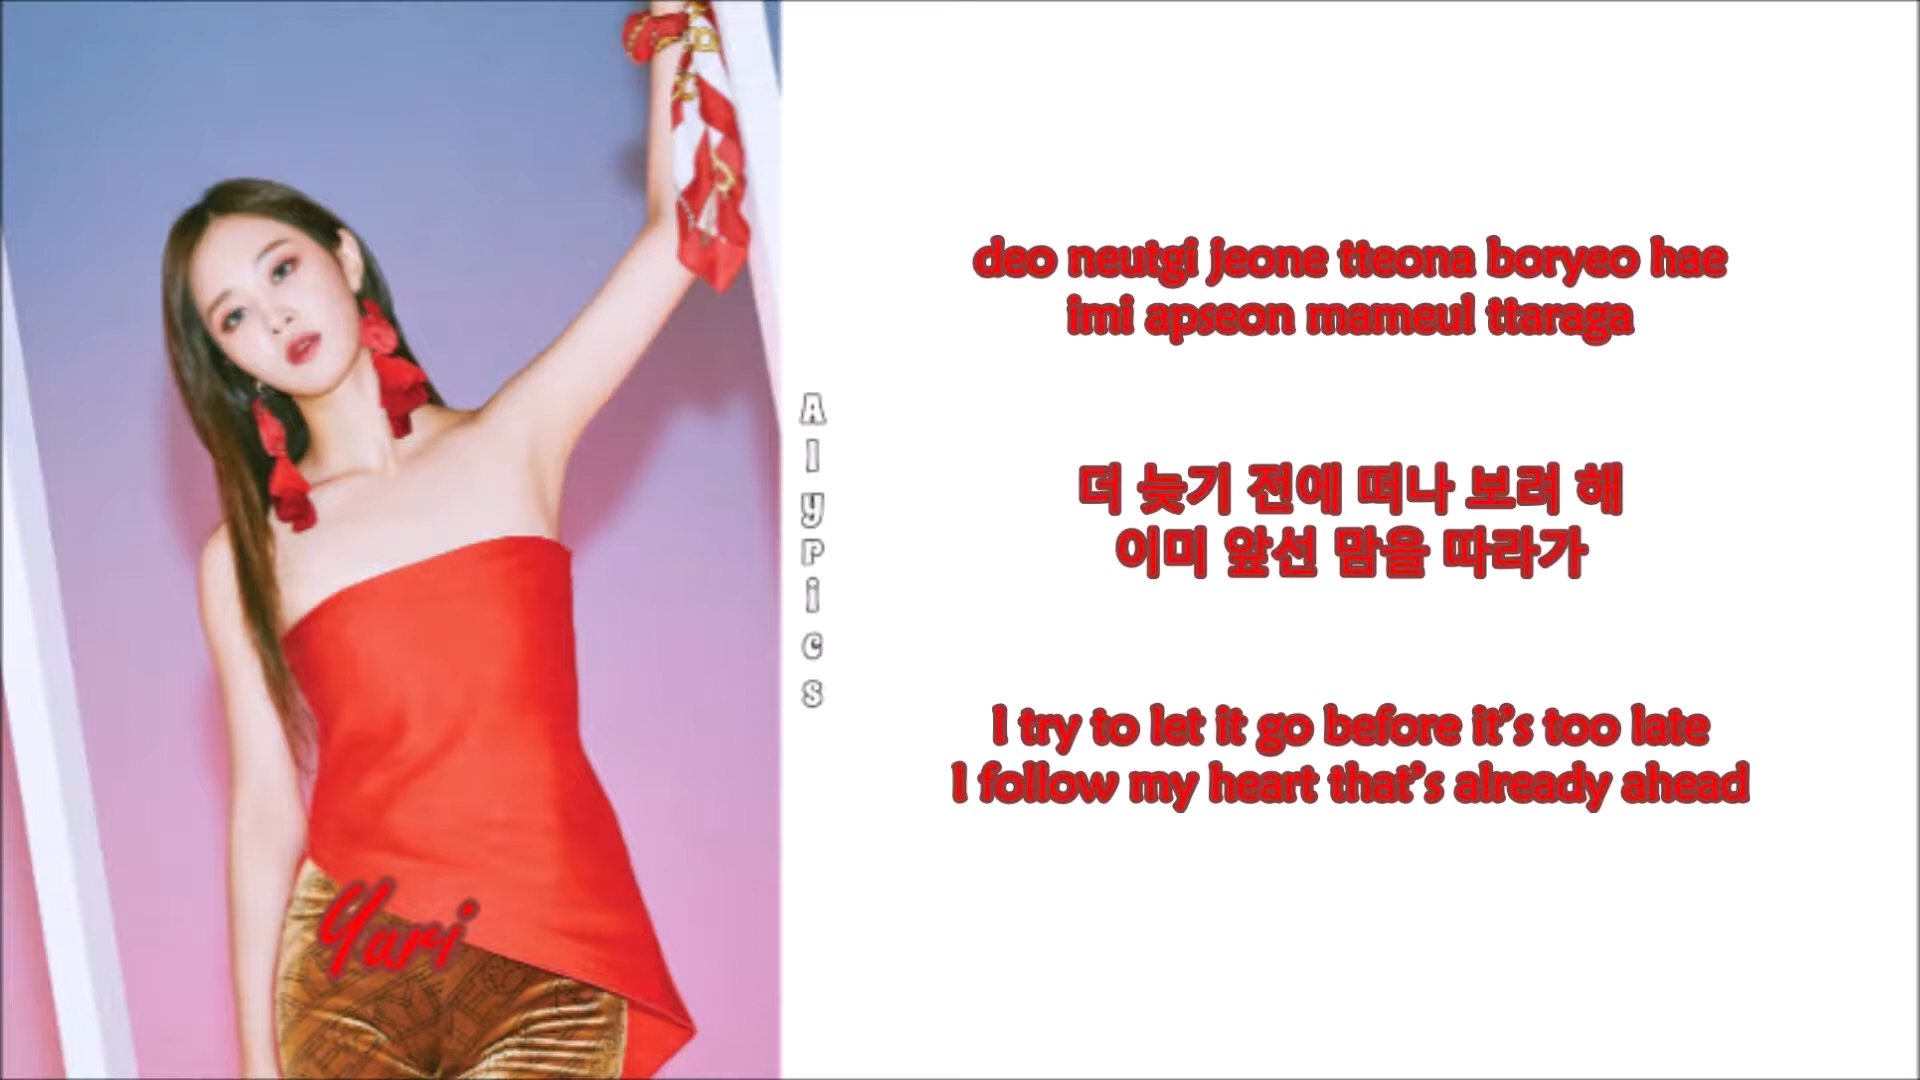 deo neutgi jeone tteona boryeo hae
imi apseon mameul ttaraga
더 늦기 전에 떠나 보려 해
이미 앞선 맘을 따라가
I try to let it go before it's too late
I follow my heart that's already ahead
AlyPics
Yuri